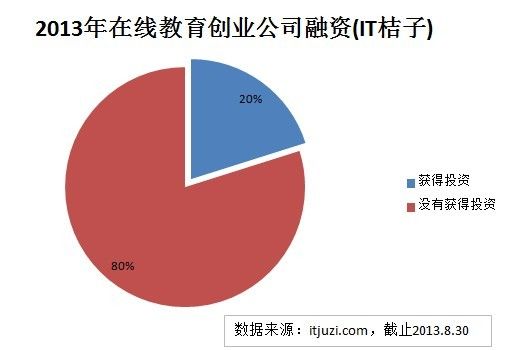 2013年在线教育创业公司融资(IT桔子)
20%
获得投资
没有获得投资
80%
数据来源：itjuzi.com，截止2013.8.30